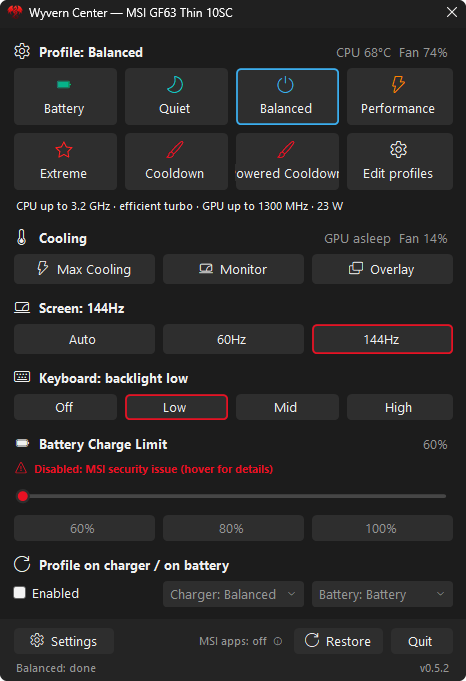 Wyvern Center — MSI GF63 Thin 10SC
Profile: Balanced CPU 68°C Fan 74%
Battery Quiet Balanced Performance
Extreme Cooldown owered Cooldown Edit profiles
CPU up to 3.2 GHz · efficient turbo · GPU up to 1300 MHz · 23 W
Cooling GPU asleep Fan 14%
Max Cooling Monitor Overlay
Screen: 144Hz
Auto 60Hz 144Hz
Keyboard: backlight low
Off Low Mid High
Battery Charge Limit 60%
Disabled: MSI security issue (hover for details)
60% 80% 100%
Profile on charger / on battery
Enabled Charger: Balanced Battery: Battery
Settings MSI apps: off Restore Quit
Balanced: done v0.5.2